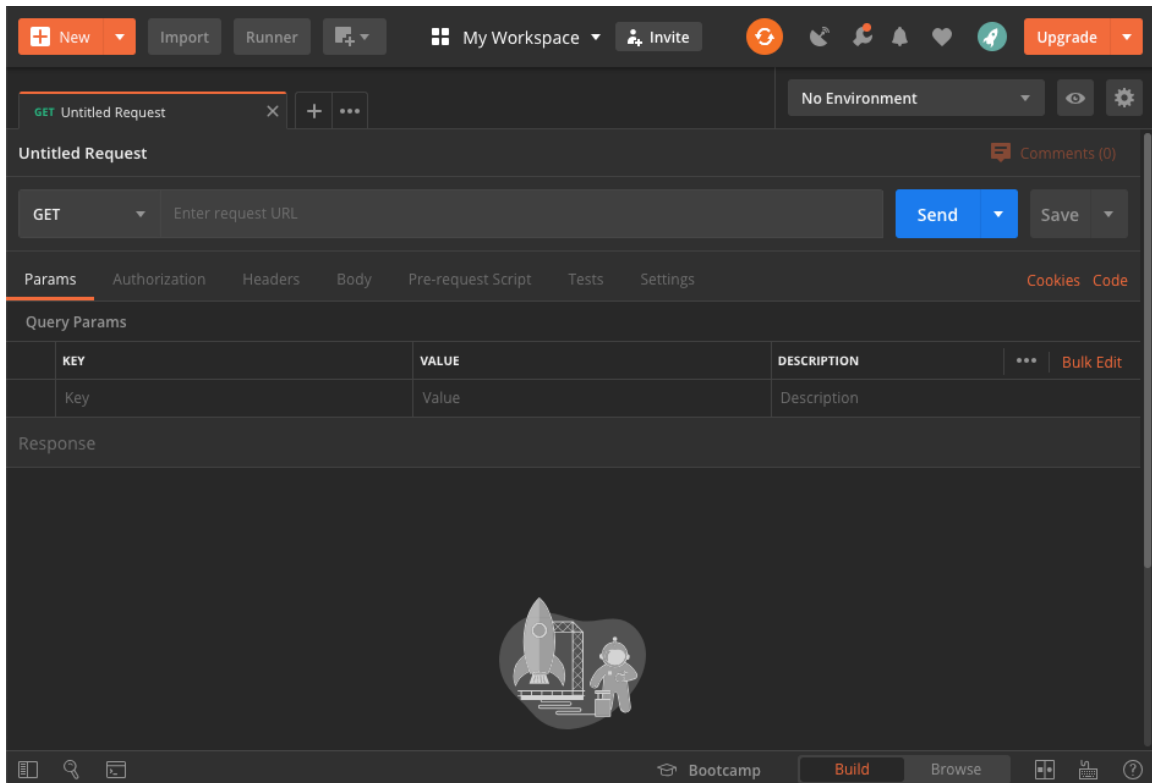 New Import Runner My Workspace Invite Upgrade
GET Untitled Request No Environment
Untitled Request Comments (0)
GET Enter request URL Send Save
Params Authorization Headers Body Pre-request Script Tests Settings Cookies Code
Query Params
KEY VALUE DESCRIPTION Bulk Edit
Key Value Description
Response
Bootcamp Build Browse